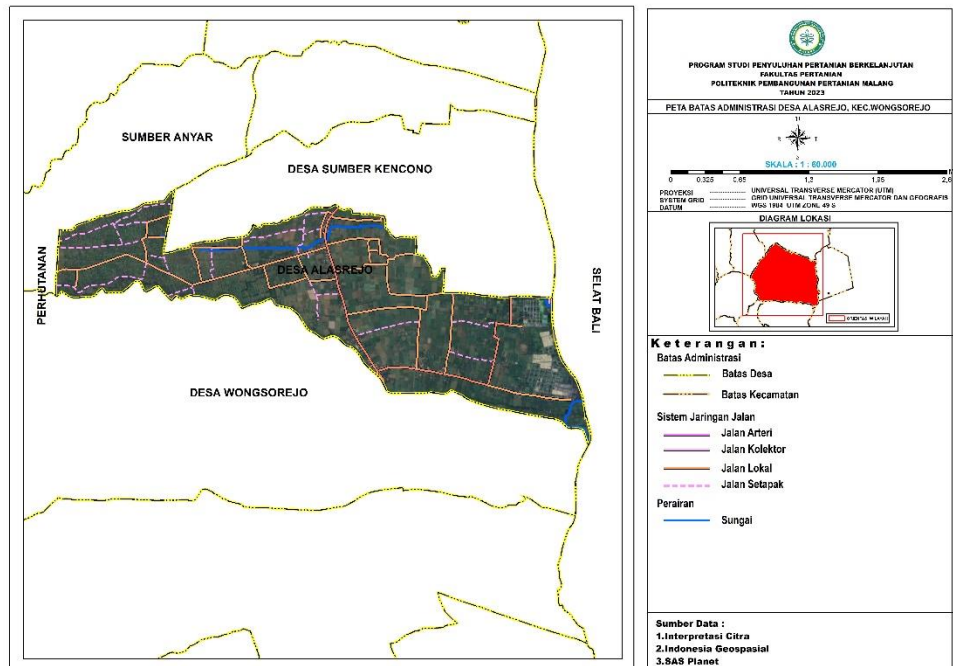 SUMBER ANYAR
DESA SUMBER KENCONO
PERHUTANAN
DESA ALASREJO
SELAT BALI
DESA WONGSOREJO
PROGRAM STUDI PENYULUHAN PERTANIAN BERKELANJUTAN
FAKULTAS PERTANIAN
POLITEKNIK PEMBANGUNAN PERTANIAN MALANG
TAHUN 2023
PETA BATAS ADMINISTRASI DESA ALASREJO, KEC.WONGSOREJO
SKALA : 1 : 60.000
0 0,325 0,65 1,3 1,95 2,6
PROYEKSI UNIVERSAL TRANSVERSE MERCATOR (UTM)
SYSTEM GRID GRID UNIVERSAL TRANSVERSE MERCATOR DAN GEOGRAFIS
DATUM WGS 1984 UTM ZONE 49 S
DIAGRAM LOKASI
Keterangan:
Batas Administrasi
Batas Desa
Batas Kecamatan
Sistem Jaringan Jalan
Jalan Arteri
Jalan Kolektor
Jalan Lokal
Jalan Setapak
Perairan
Sungai
Sumber Data :
1.Interpretasi Citra
2.Indonesia Geospasial
3.SAS Planet